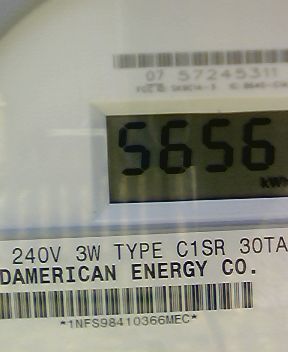 07 57245311
5656
kWh
240V 3W TYPE C1SR 30TA
DAMERICAN ENERGY CO.
*1NFS98410366MEC*